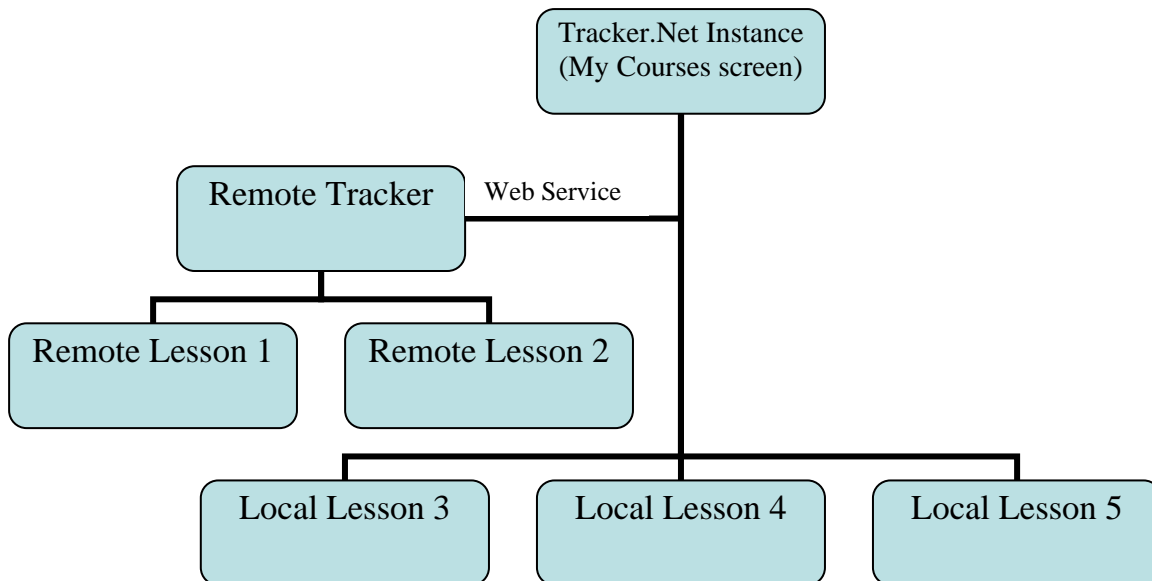 Tracker.Net Instance
(My Courses screen)
Remote Tracker
Web Service
Remote Lesson 1
Remote Lesson 2
Local Lesson 3
Local Lesson 4
Local Lesson 5